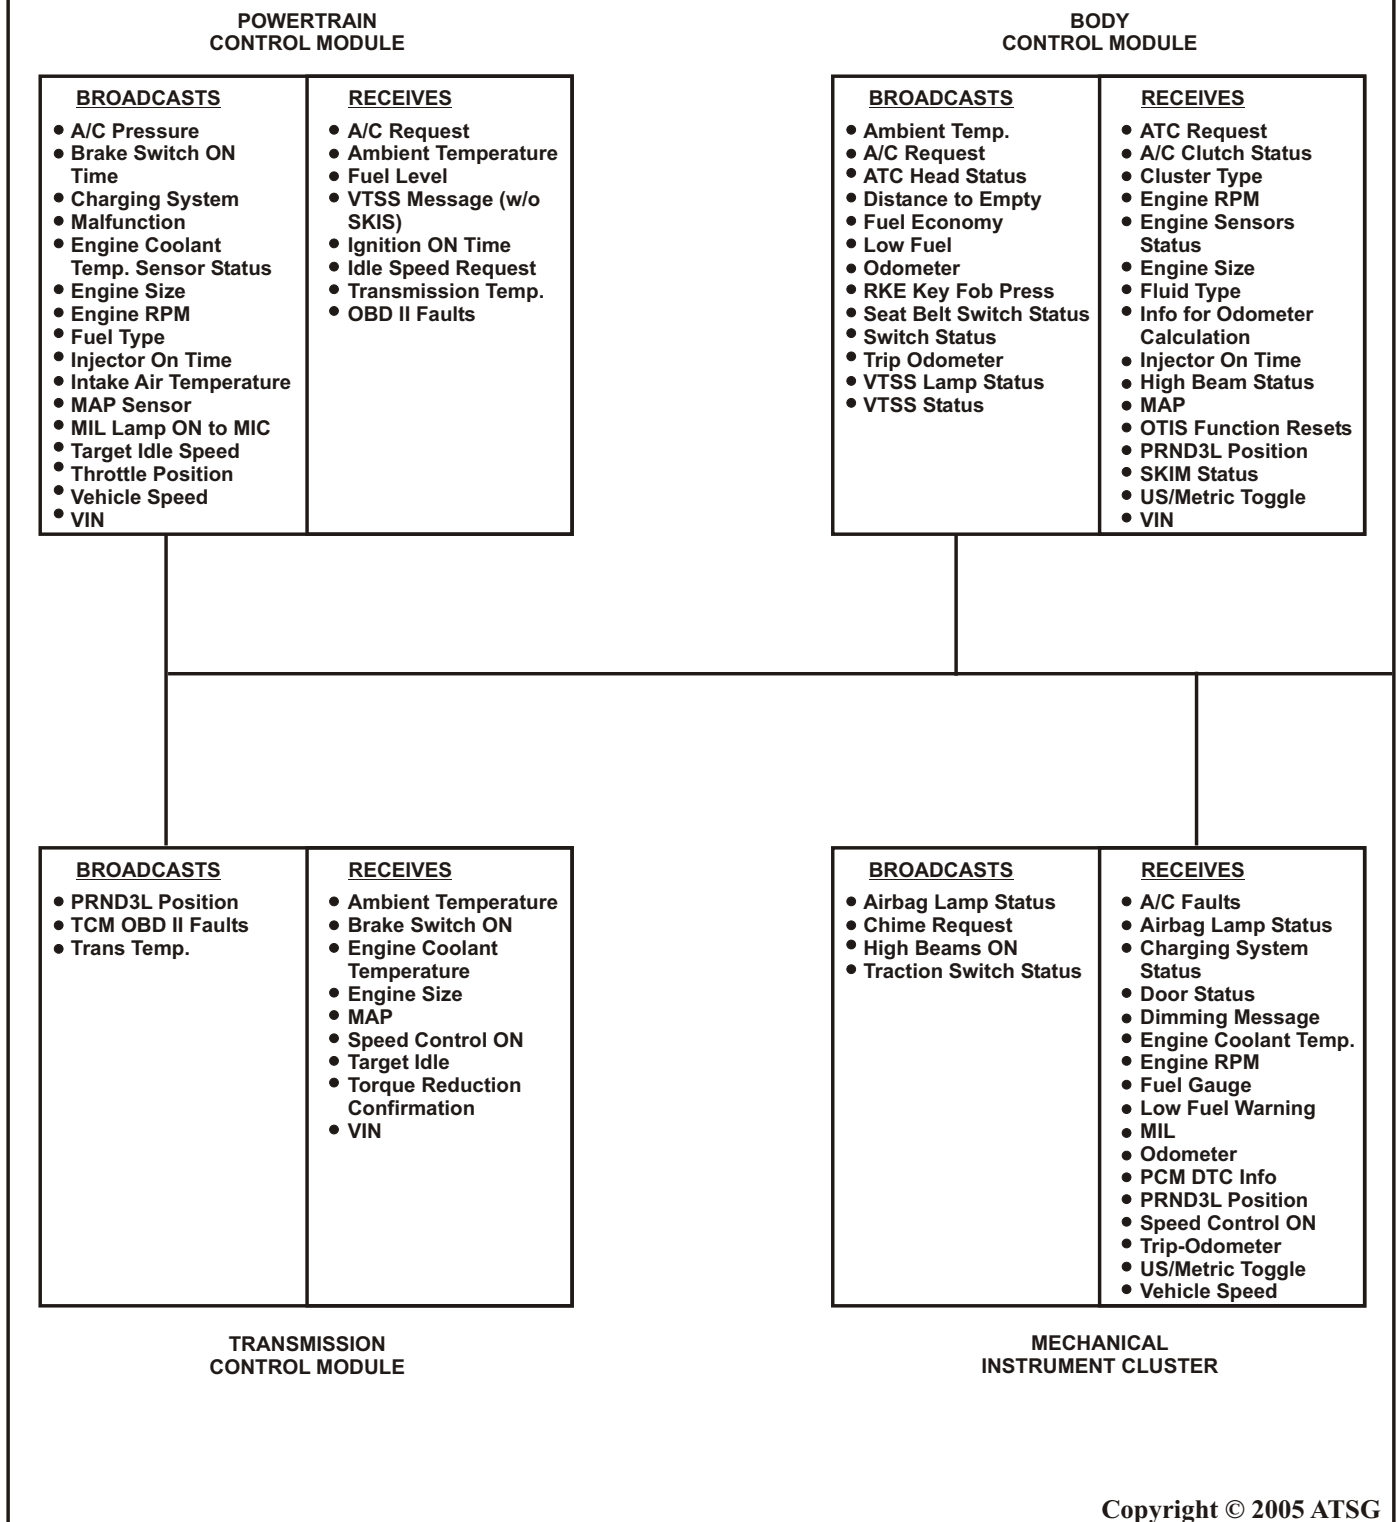 POWERTRAIN
CONTROL MODULE
BROADCASTS
• A/C Pressure
• Brake Switch ON
Time
• Charging System
• Malfunction
• Engine Coolant
Temp. Sensor Status
• Engine Size
• Engine RPM
• Fuel Type
• Injector On Time
• Intake Air Temperature
• MAP Sensor
• MIL Lamp ON to MIC
• Target Idle Speed
• Throttle Position
• Vehicle Speed
• VIN
RECEIVES
• A/C Request
• Ambient Temperature
• Fuel Level
• VTSS Message (w/o
SKIS)
• Ignition ON Time
• Idle Speed Request
• Transmission Temp.
• OBD II Faults
BODY
CONTROL MODULE
BROADCASTS
• Ambient Temp.
• A/C Request
• ATC Head Status
• Distance to Empty
• Fuel Economy
• Low Fuel
• Odometer
• RKE Key Fob Press
• Seat Belt Switch Status
• Switch Status
• Trip Odometer
• VTSS Lamp Status
• VTSS Status
RECEIVES
• ATC Request
• A/C Clutch Status
• Cluster Type
• Engine RPM
• Engine Sensors
Status
• Engine Size
• Fluid Type
• Info for Odometer
Calculation
• Injector On Time
• High Beam Status
• MAP
• OTIS Function Resets
• PRND3L Position
• SKIM Status
• US/Metric Toggle
• VIN
BROADCASTS
• PRND3L Position
• TCM OBD II Faults
• Trans Temp.
RECEIVES
• Ambient Temperature
• Brake Switch ON
• Engine Coolant
Temperature
• Engine Size
• MAP
• Speed Control ON
• Target Idle
• Torque Reduction
Confirmation
• VIN
TRANSMISSION
CONTROL MODULE
BROADCASTS
• Airbag Lamp Status
• Chime Request
• High Beams ON
• Traction Switch Status
RECEIVES
• A/C Faults
• Airbag Lamp Status
• Charging System
Status
• Door Status
• Dimming Message
• Engine Coolant Temp.
• Engine RPM
• Fuel Gauge
• Low Fuel Warning
• MIL
• Odometer
• PCM DTC Info
• PRND3L Position
• Speed Control ON
• Trip-Odometer
• US/Metric Toggle
• Vehicle Speed
MECHANICAL
INSTRUMENT CLUSTER
Copyright © 2005 ATSG